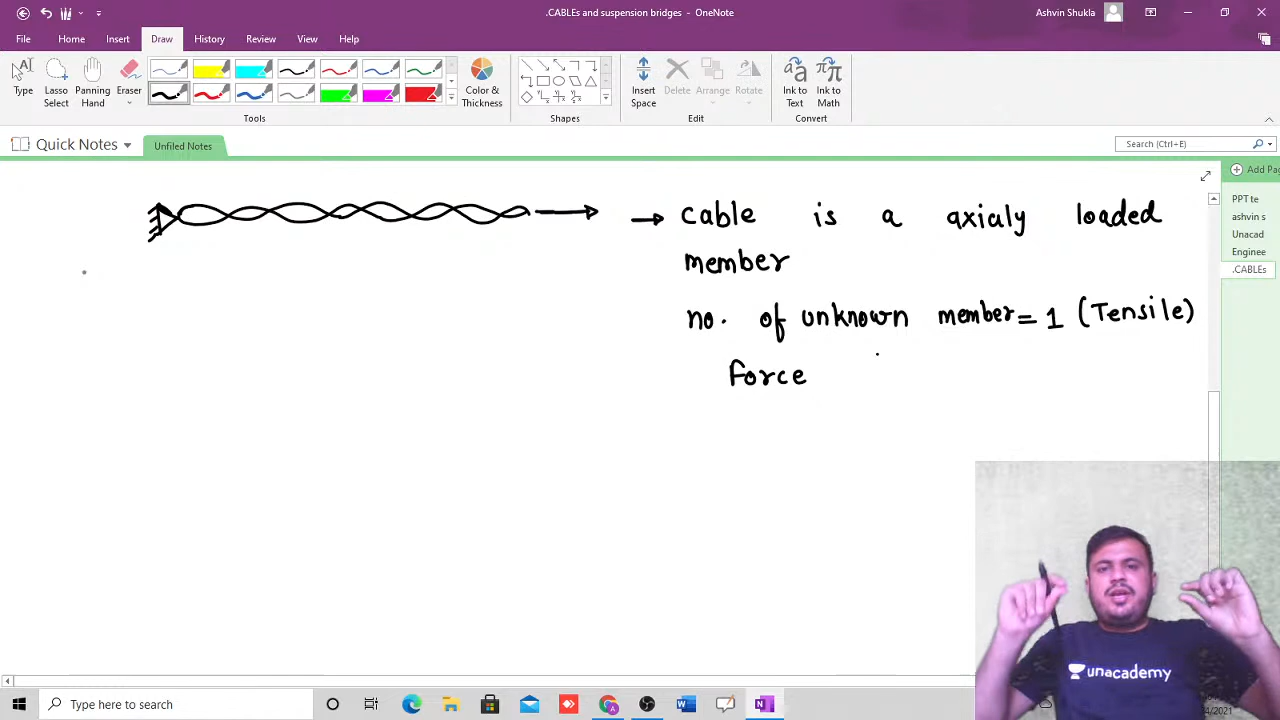 .CABLEs and suspension bridges - OneNote
Ashvin Shukla
File Home Insert Draw History Review View Help
Type
Lasso Select
Panning Hand
Eraser
Color & Thickness
Insert Space
Delete
Arrange
Rotate
Ink to Text
Ink to Math
Tools
Shapes
Edit
Convert
Quick Notes
Unfiled Notes
Search (Ctrl+E)
Add Pag
PPT te
ashvin s
Unacad
Enginee
.CABLEs
→ cable is a axialy loaded
member
no. of unknown member = 1 (Tensile)
Force
unacademy
Type here to search